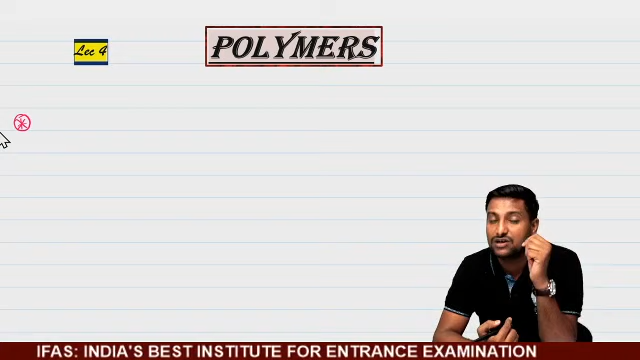 Lec 4
POLYMERS
IFAS: INDIA'S BEST INSTITUTE FOR ENTRANCE EXAMINATION